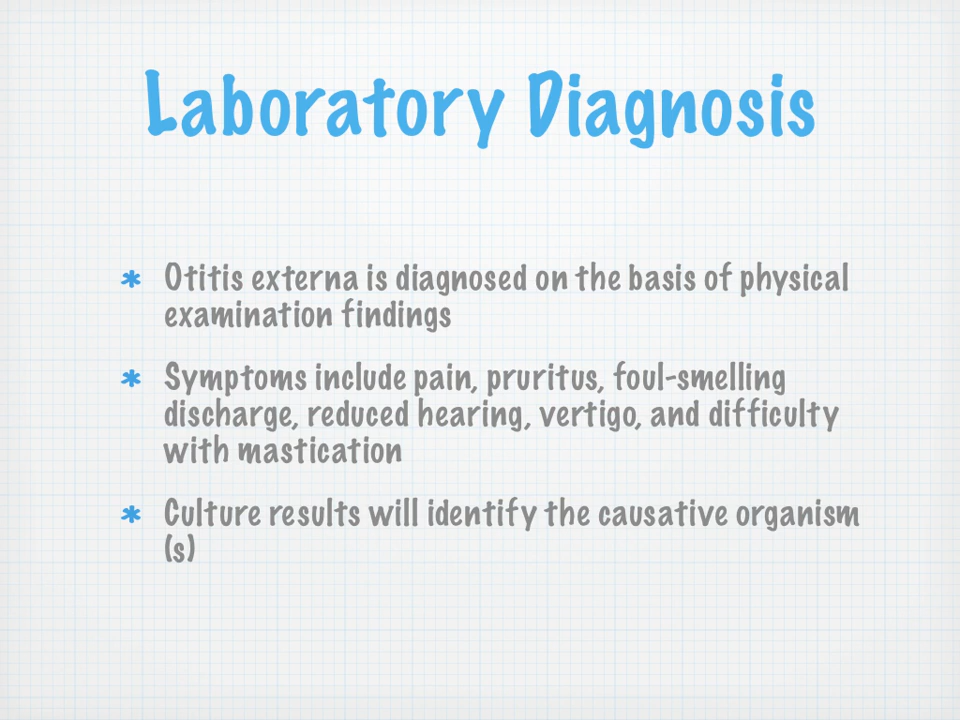 Laboratory Diagnosis
* Otitis externa is diagnosed on the basis of physical
examination findings
* Symptoms include pain, pruritus, foul-smelling
discharge, reduced hearing, vertigo, and difficulty
with mastication
* Culture results will identify the causative organism
(s)